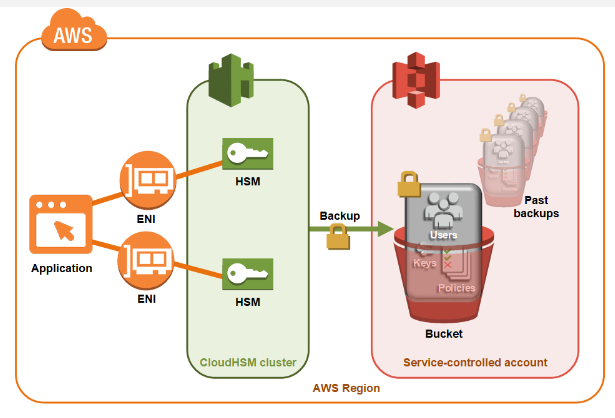 AWS
HSM
ENI
Application
ENI
HSM
CloudHSM cluster
Backup
Past
backups
Users
Keys
Policies
Bucket
Service-controlled account
AWS Region